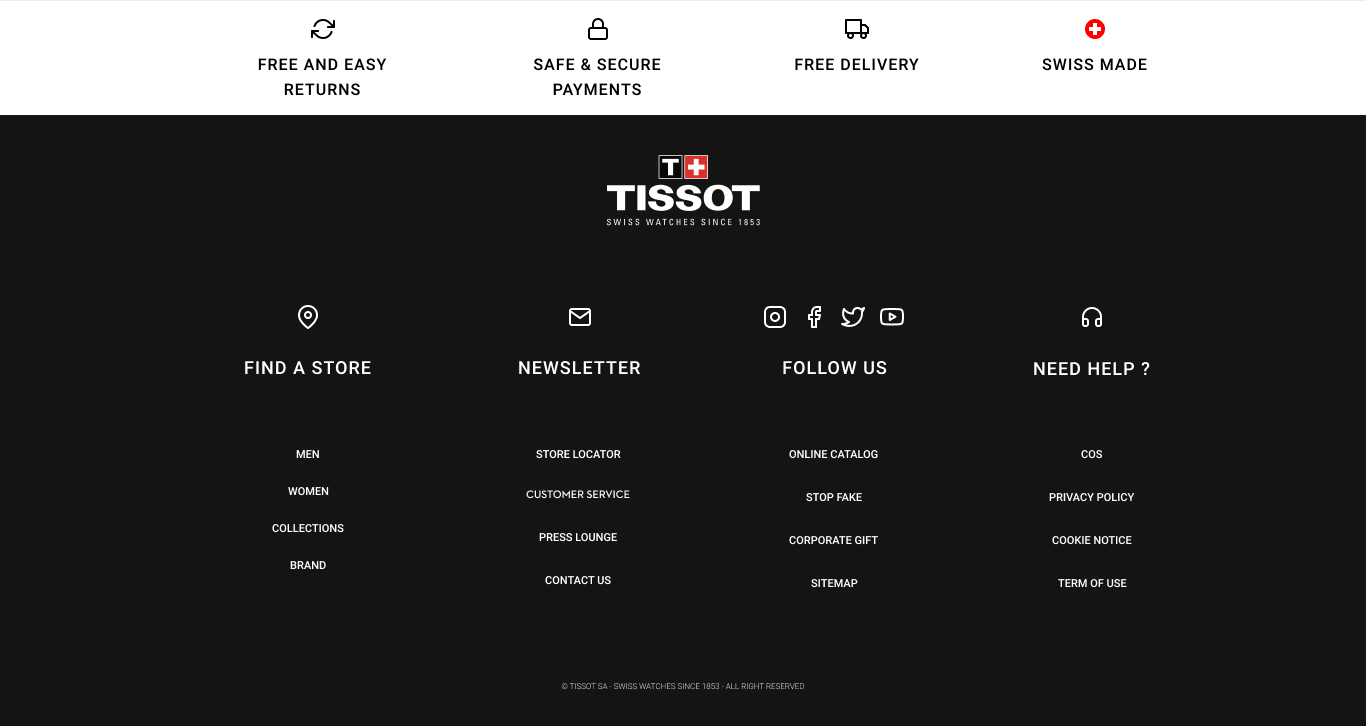 FREE AND EASY
RETURNS
SAFE & SECURE
PAYMENTS
FREE DELIVERY
SWISS MADE
T
TISSOT
SWISS WATCHES SINCE 1853
FIND A STORE
NEWSLETTER
FOLLOW US
NEED HELP ?
MEN
WOMEN
COLLECTIONS
BRAND
STORE LOCATOR
CUSTOMER SERVICE
PRESS LOUNGE
CONTACT US
ONLINE CATALOG
STOP FAKE
CORPORATE GIFT
SITEMAP
COS
PRIVACY POLICY
COOKIE NOTICE
TERM OF USE
© TISSOT SA - SWISS WATCHES SINCE 1853 - ALL RIGHT RESERVED